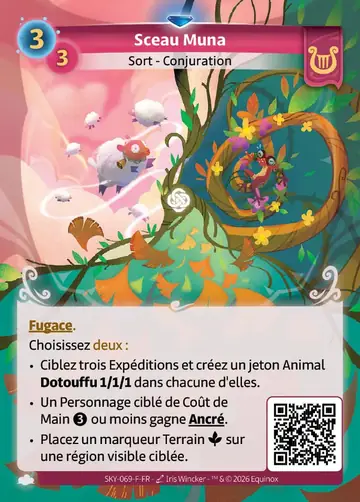 3
3
Sceau Muna
Sort - Conjuration
Fugace.
Choisissez deux :
• Ciblez trois Expéditions et créez un jeton Animal
Dotouffu 1/1/1 dans chacune d'elles.
• Un Personnage ciblé de Coût de
Main 3 ou moins gagne Ancré.
• Placez un marqueur Terrain sur
une région visible ciblée.
SKY-069-F-FR - Iris Wincker - ™ & © 2026 Equinox